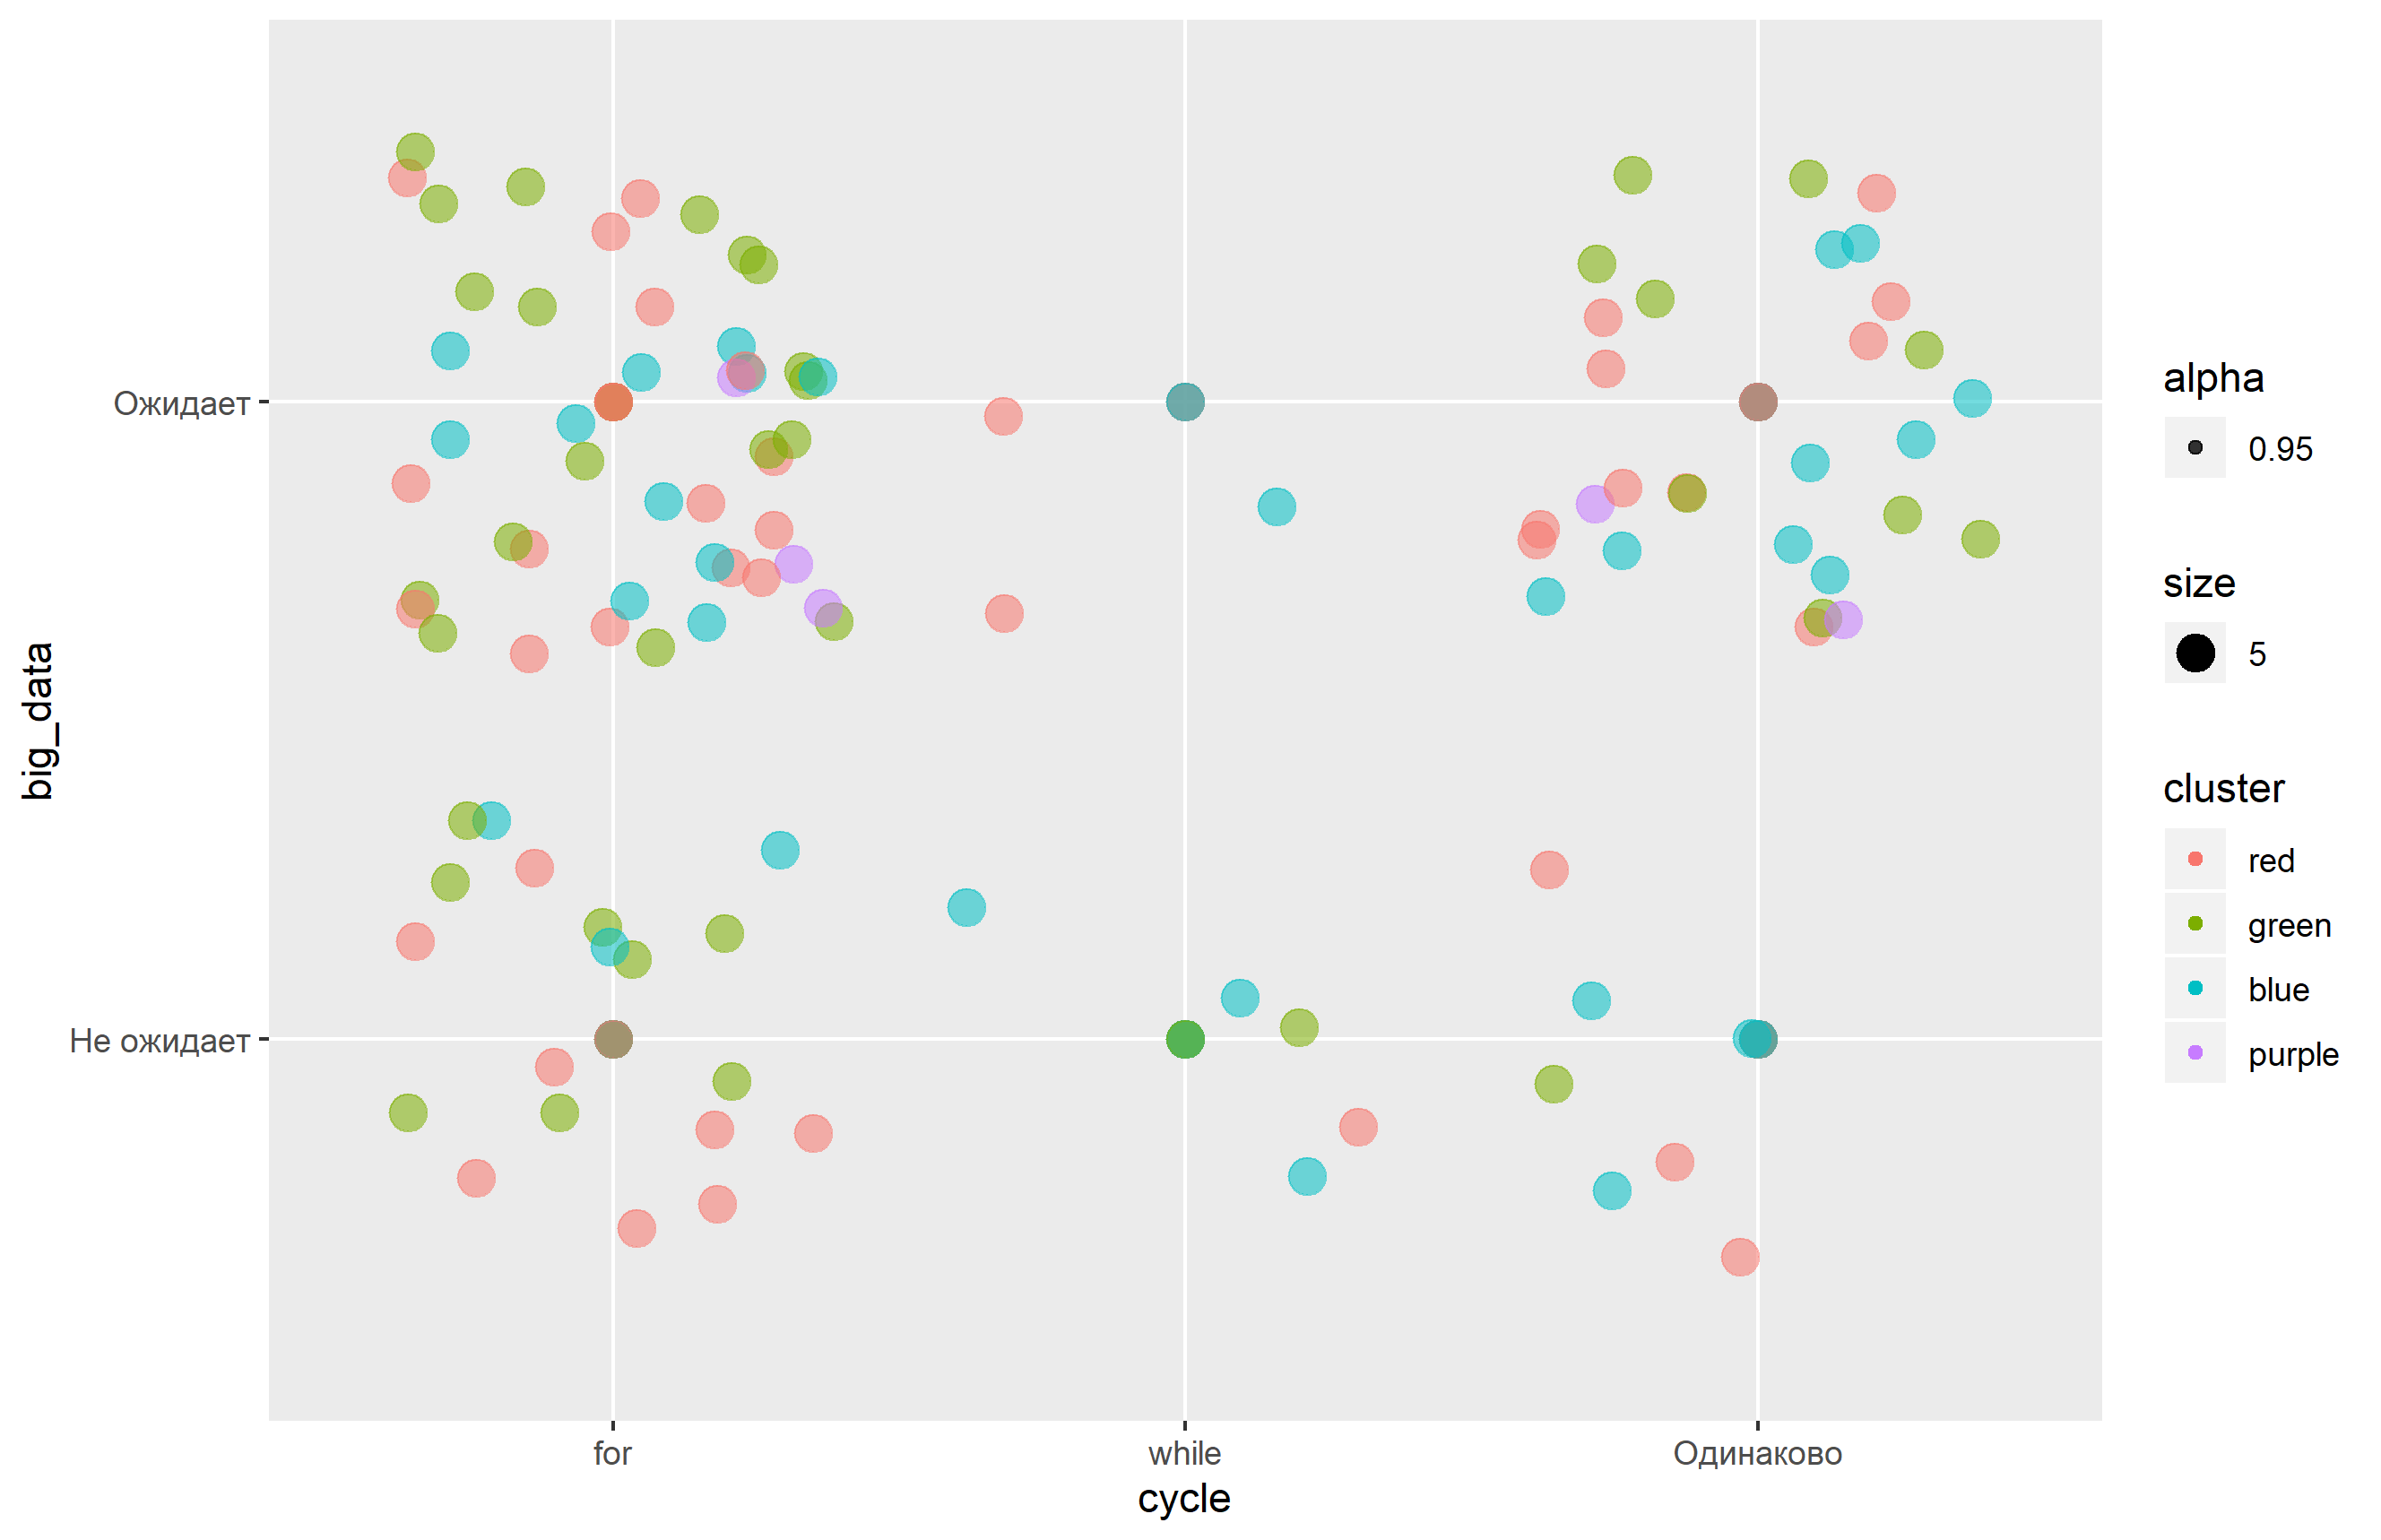 Ожидает
Не ожидает
big_data
for
while
Одинаково
cycle
alpha
0.95
size
5
cluster
red
green
blue
purple